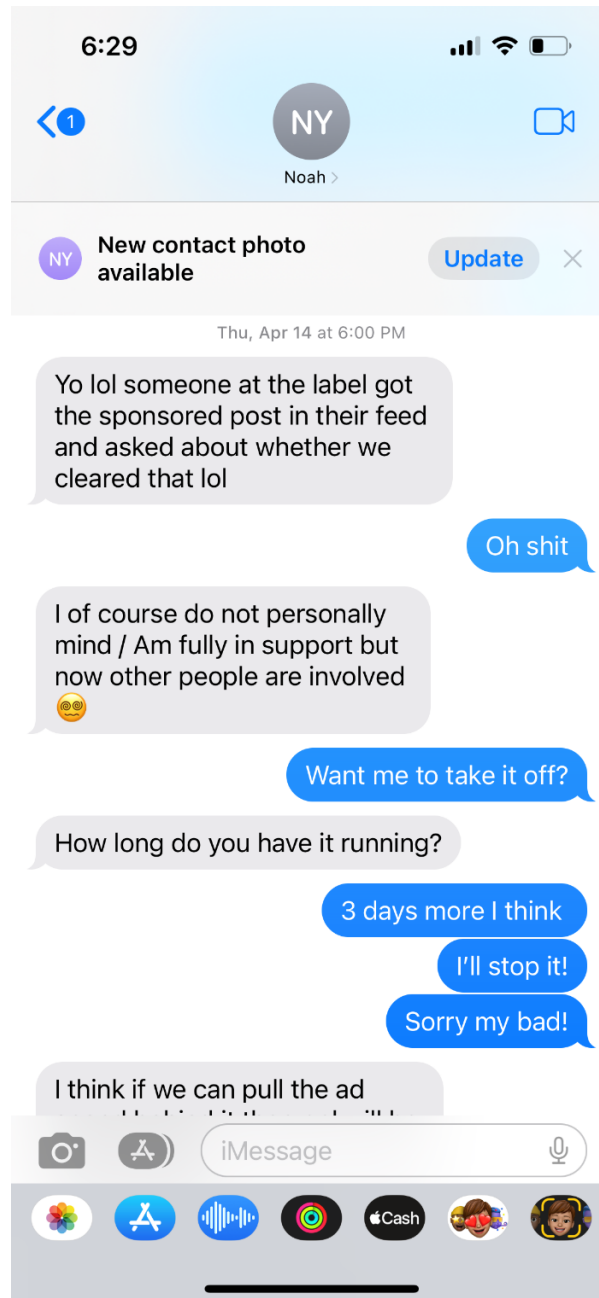 6:29
1
NY
Noah
NY
New contact photo
available
Update
Thu, Apr 14 at 6:00 PM
Yo lol someone at the label got
the sponsored post in their feed
and asked about whether we
cleared that lol
Oh shit
I of course do not personally
mind / Am fully in support but
now other people are involved
😵‍💫
Want me to take it off?
How long do you have it running?
3 days more I think
I'll stop it!
Sorry my bad!
I think if we can pull the ad
iMessage
Cash